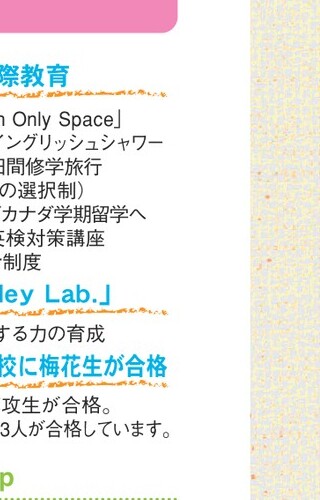 際教育
n Only Space」
イングリッシュシャワー
日間修学旅行
の選択制）
カナダ学期留学へ
英検対策講座
制度
ley Lab.」
する力の育成
校に梅花生が合格
攻生が合格。
3人が合格しています。
p